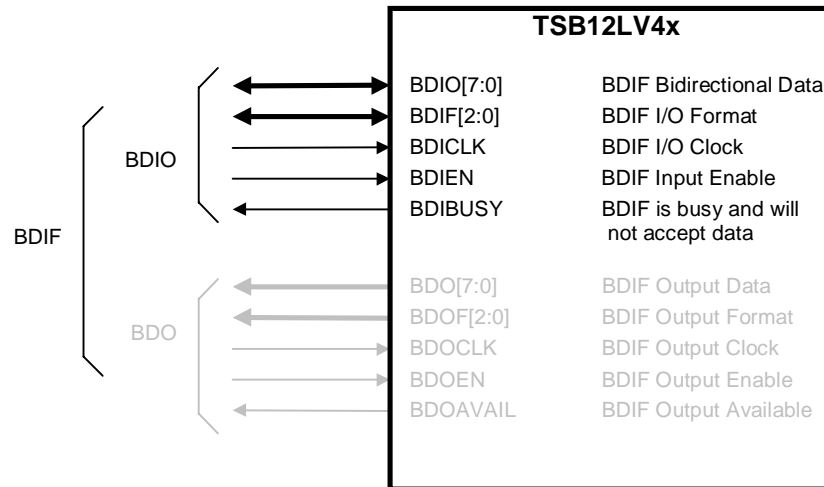 TSB12LV4x
BDIO[7:0] BDIF Bidirectional Data
BDIF[2:0] BDIF I/O Format
BDICLK BDIF I/O Clock
BDIO
BDIEN BDIF Input Enable
BDIBUSY BDIF is busy and will
not accept data
BDIF
BDO[7:0] BDIF Output Data
BDOF[2:0] BDIF Output Format
BDO
BDOCLK BDIF Output Clock
BDOEN BDIF Output Enable
BDOAVAIL BDIF Output Available